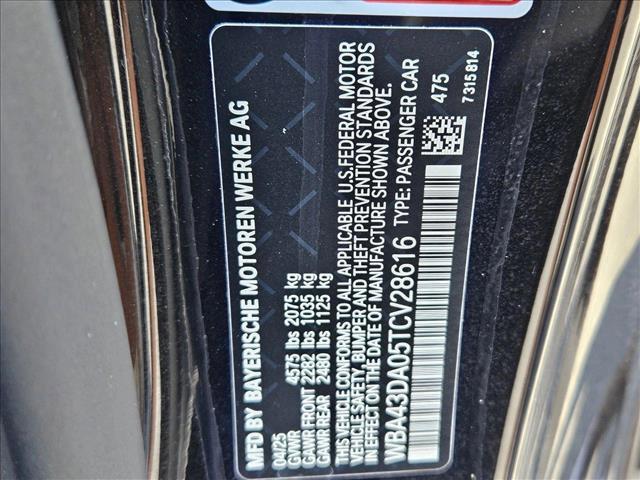 MFD BY BAYERISCHE MOTOREN WERKE AG
04/25
GVWR 4575 lbs 2075 kg
GAWR FRONT 2282 lbs 1035 kg
GAWR REAR 2480 lbs 1125 kg
THIS VEHICLE CONFORMS TO ALL APPLICABLE U.S.FEDERAL MOTOR
VEHICLE SAFETY, BUMPER AND THEFT PREVENTION STANDARDS
IN EFFECT ON THE DATE OF MANUFACTURE SHOWN ABOVE.
WBA43DA05TCV28616 TYPE: PASSENGER CAR
475
7 315 814